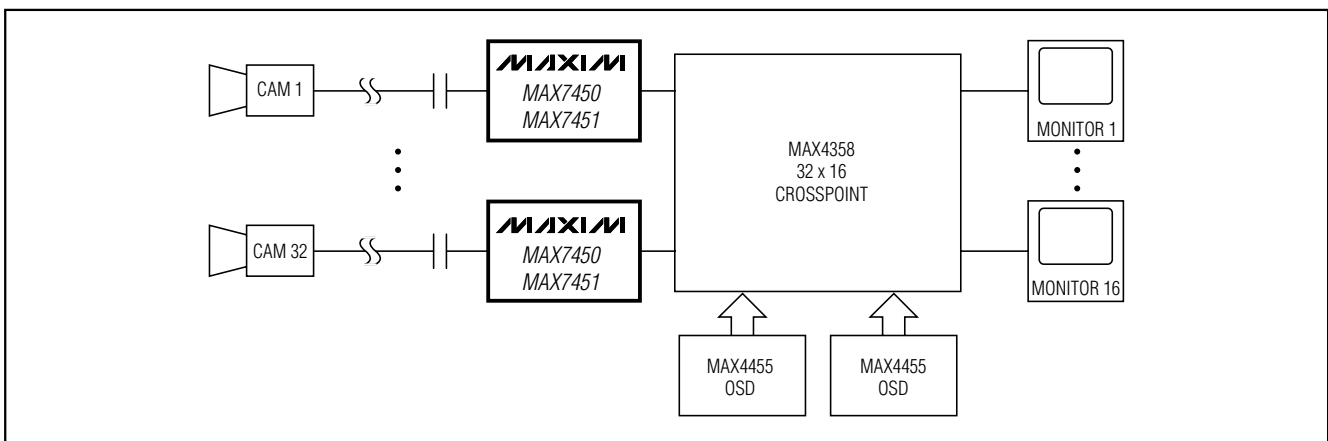 CAM 1
MAXIM
MAX7450
MAX7451
MAX4358
32 x 16
CROSSPOINT
MONITOR 1
CAM 32
MAXIM
MAX7450
MAX7451
MONITOR 16
MAX4455
OSD
MAX4455
OSD